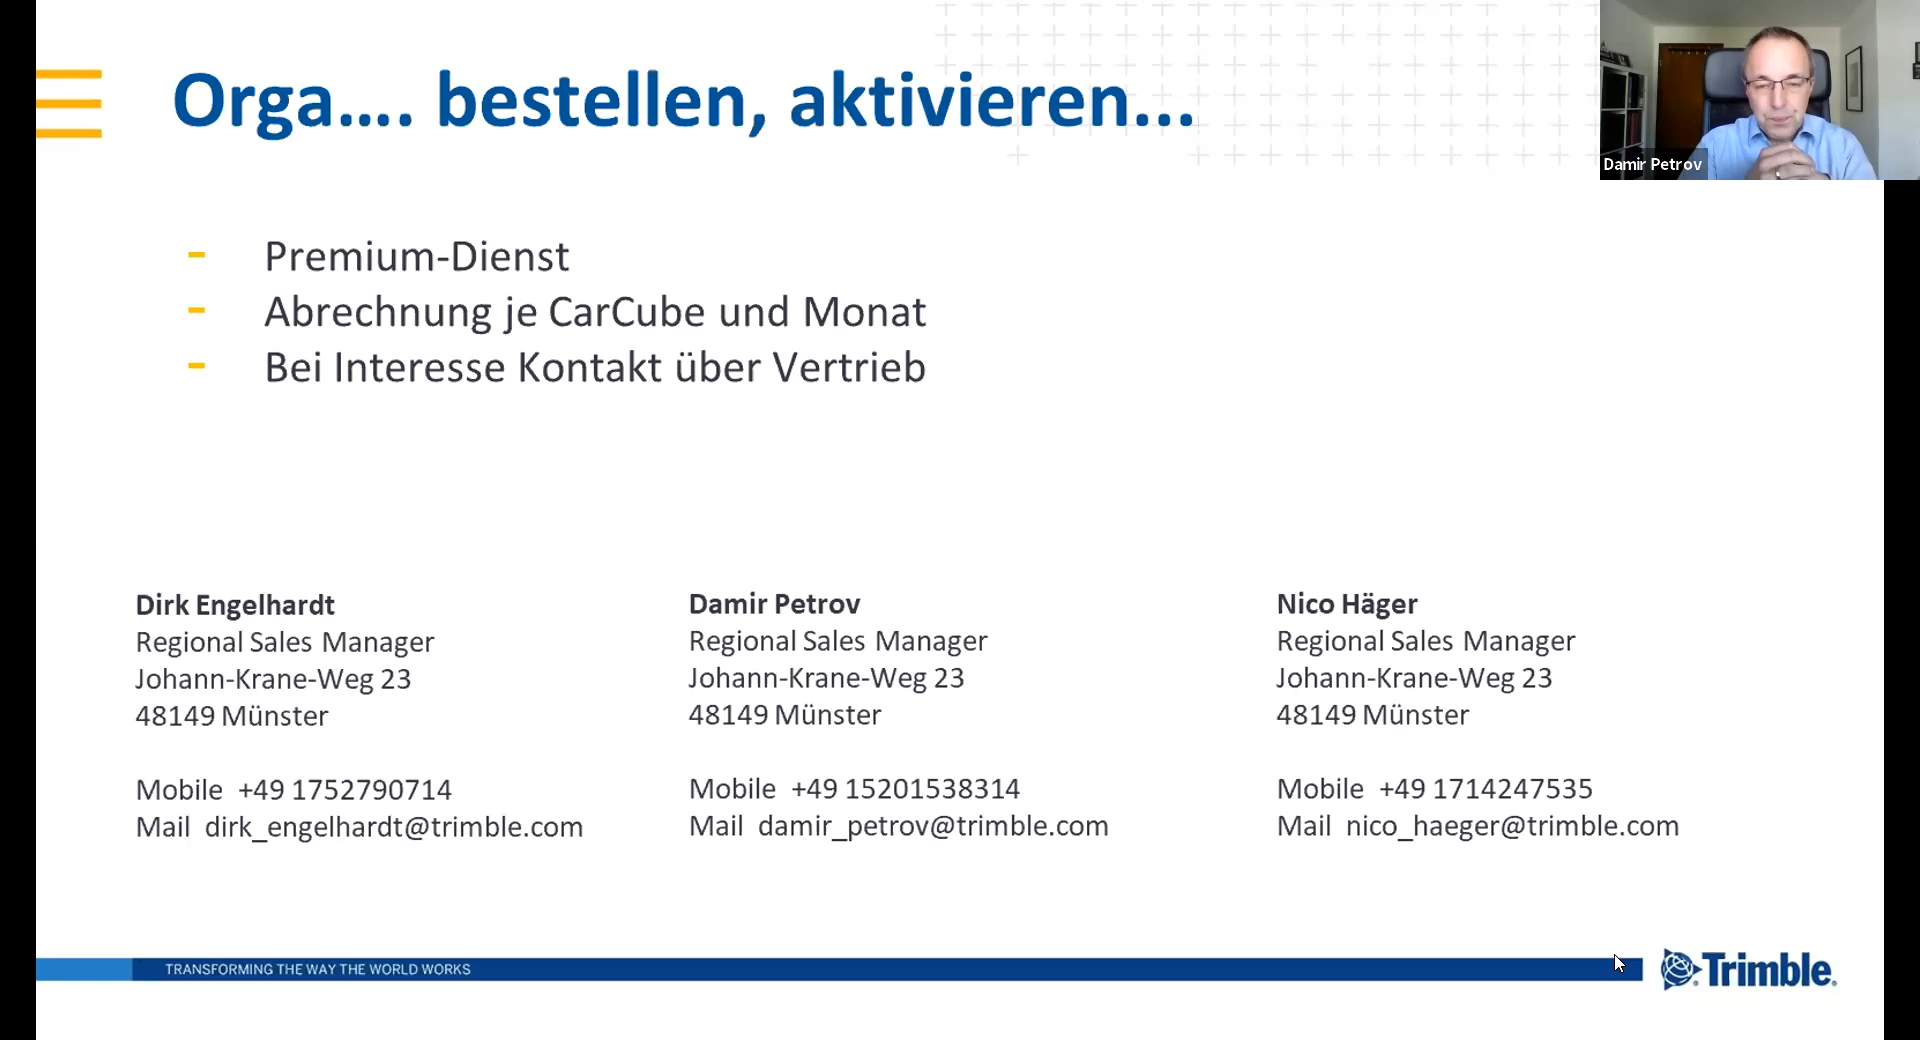 Orga.... bestellen, aktivieren...
Damir Petrov
- Premium-Dienst
- Abrechnung je CarCube und Monat
- Bei Interesse Kontakt über Vertrieb
Dirk Engelhardt
Regional Sales Manager
Johann-Krane-Weg 23
48149 Münster
Mobile +49 1752790714
Mail dirk_engelhardt@trimble.com
Damir Petrov
Regional Sales Manager
Johann-Krane-Weg 23
48149 Münster
Mobile +49 15201538314
Mail damir_petrov@trimble.com
Nico Häger
Regional Sales Manager
Johann-Krane-Weg 23
48149 Münster
Mobile +49 1714247535
Mail nico_haeger@trimble.com
TRANSFORMING THE WAY THE WORLD WORKS
Trimble